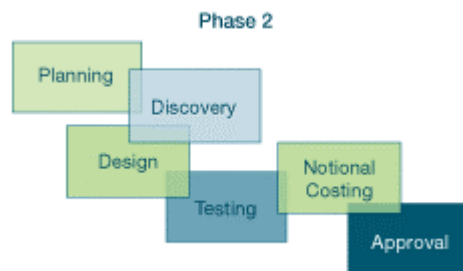 Phase 2
Planning
Discovery
Design
Testing
Notional
Costing
Approval